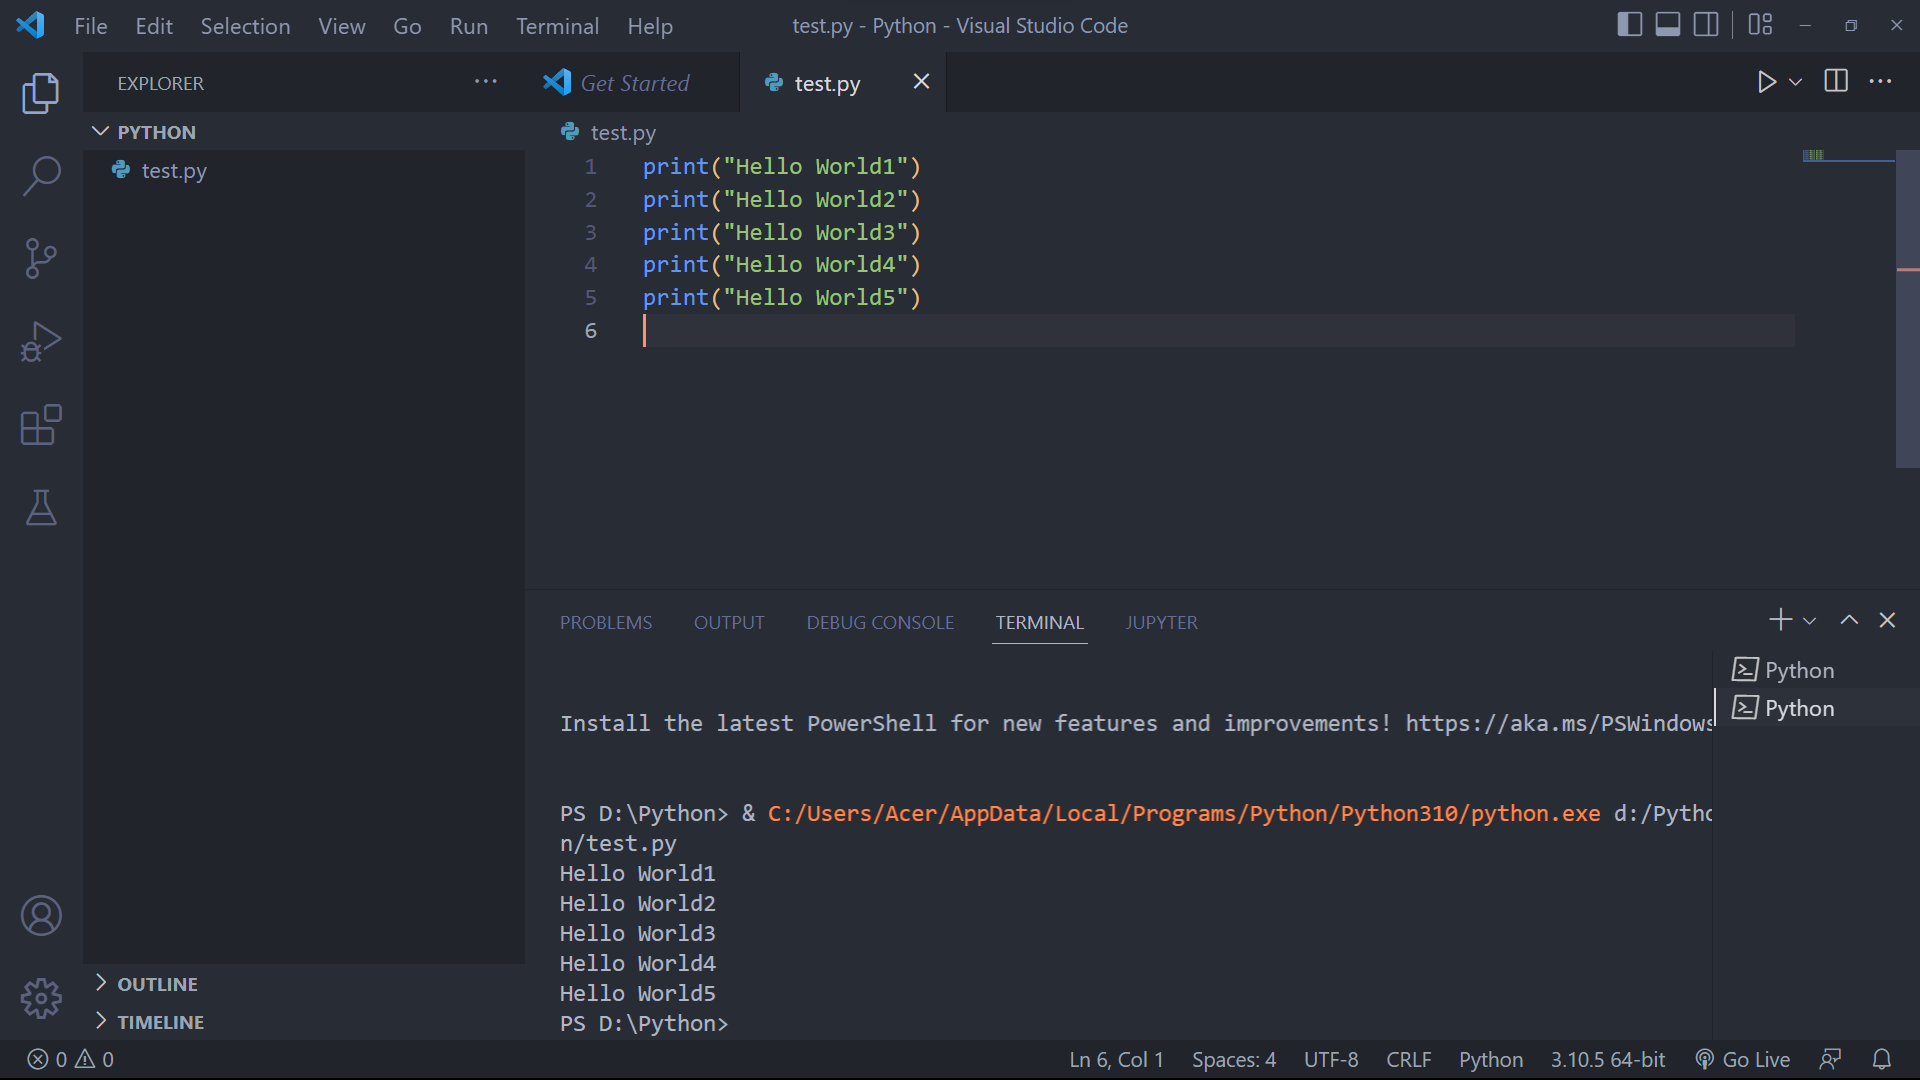 File Edit Selection View Go Run Terminal Help test.py - Python - Visual Studio Code
EXPLORER
PYTHON
test.py
OUTLINE
TIMELINE
Get Started test.py
test.py
1 print("Hello World1")
2 print("Hello World2")
3 print("Hello World3")
4 print("Hello World4")
5 print("Hello World5")
6
PROBLEMS OUTPUT DEBUG CONSOLE TERMINAL JUPYTER
Install the latest PowerShell for new features and improvements! https://aka.ms/PSWindows
PS D:\Python> & C:/Users/Acer/AppData/Local/Programs/Python/Python310/python.exe d:/Pytho
n/test.py
Hello World1
Hello World2
Hello World3
Hello World4
Hello World5
PS D:\Python>
Python
Python
0 0 Ln 6, Col 1 Spaces: 4 UTF-8 CRLF Python 3.10.5 64-bit Go Live